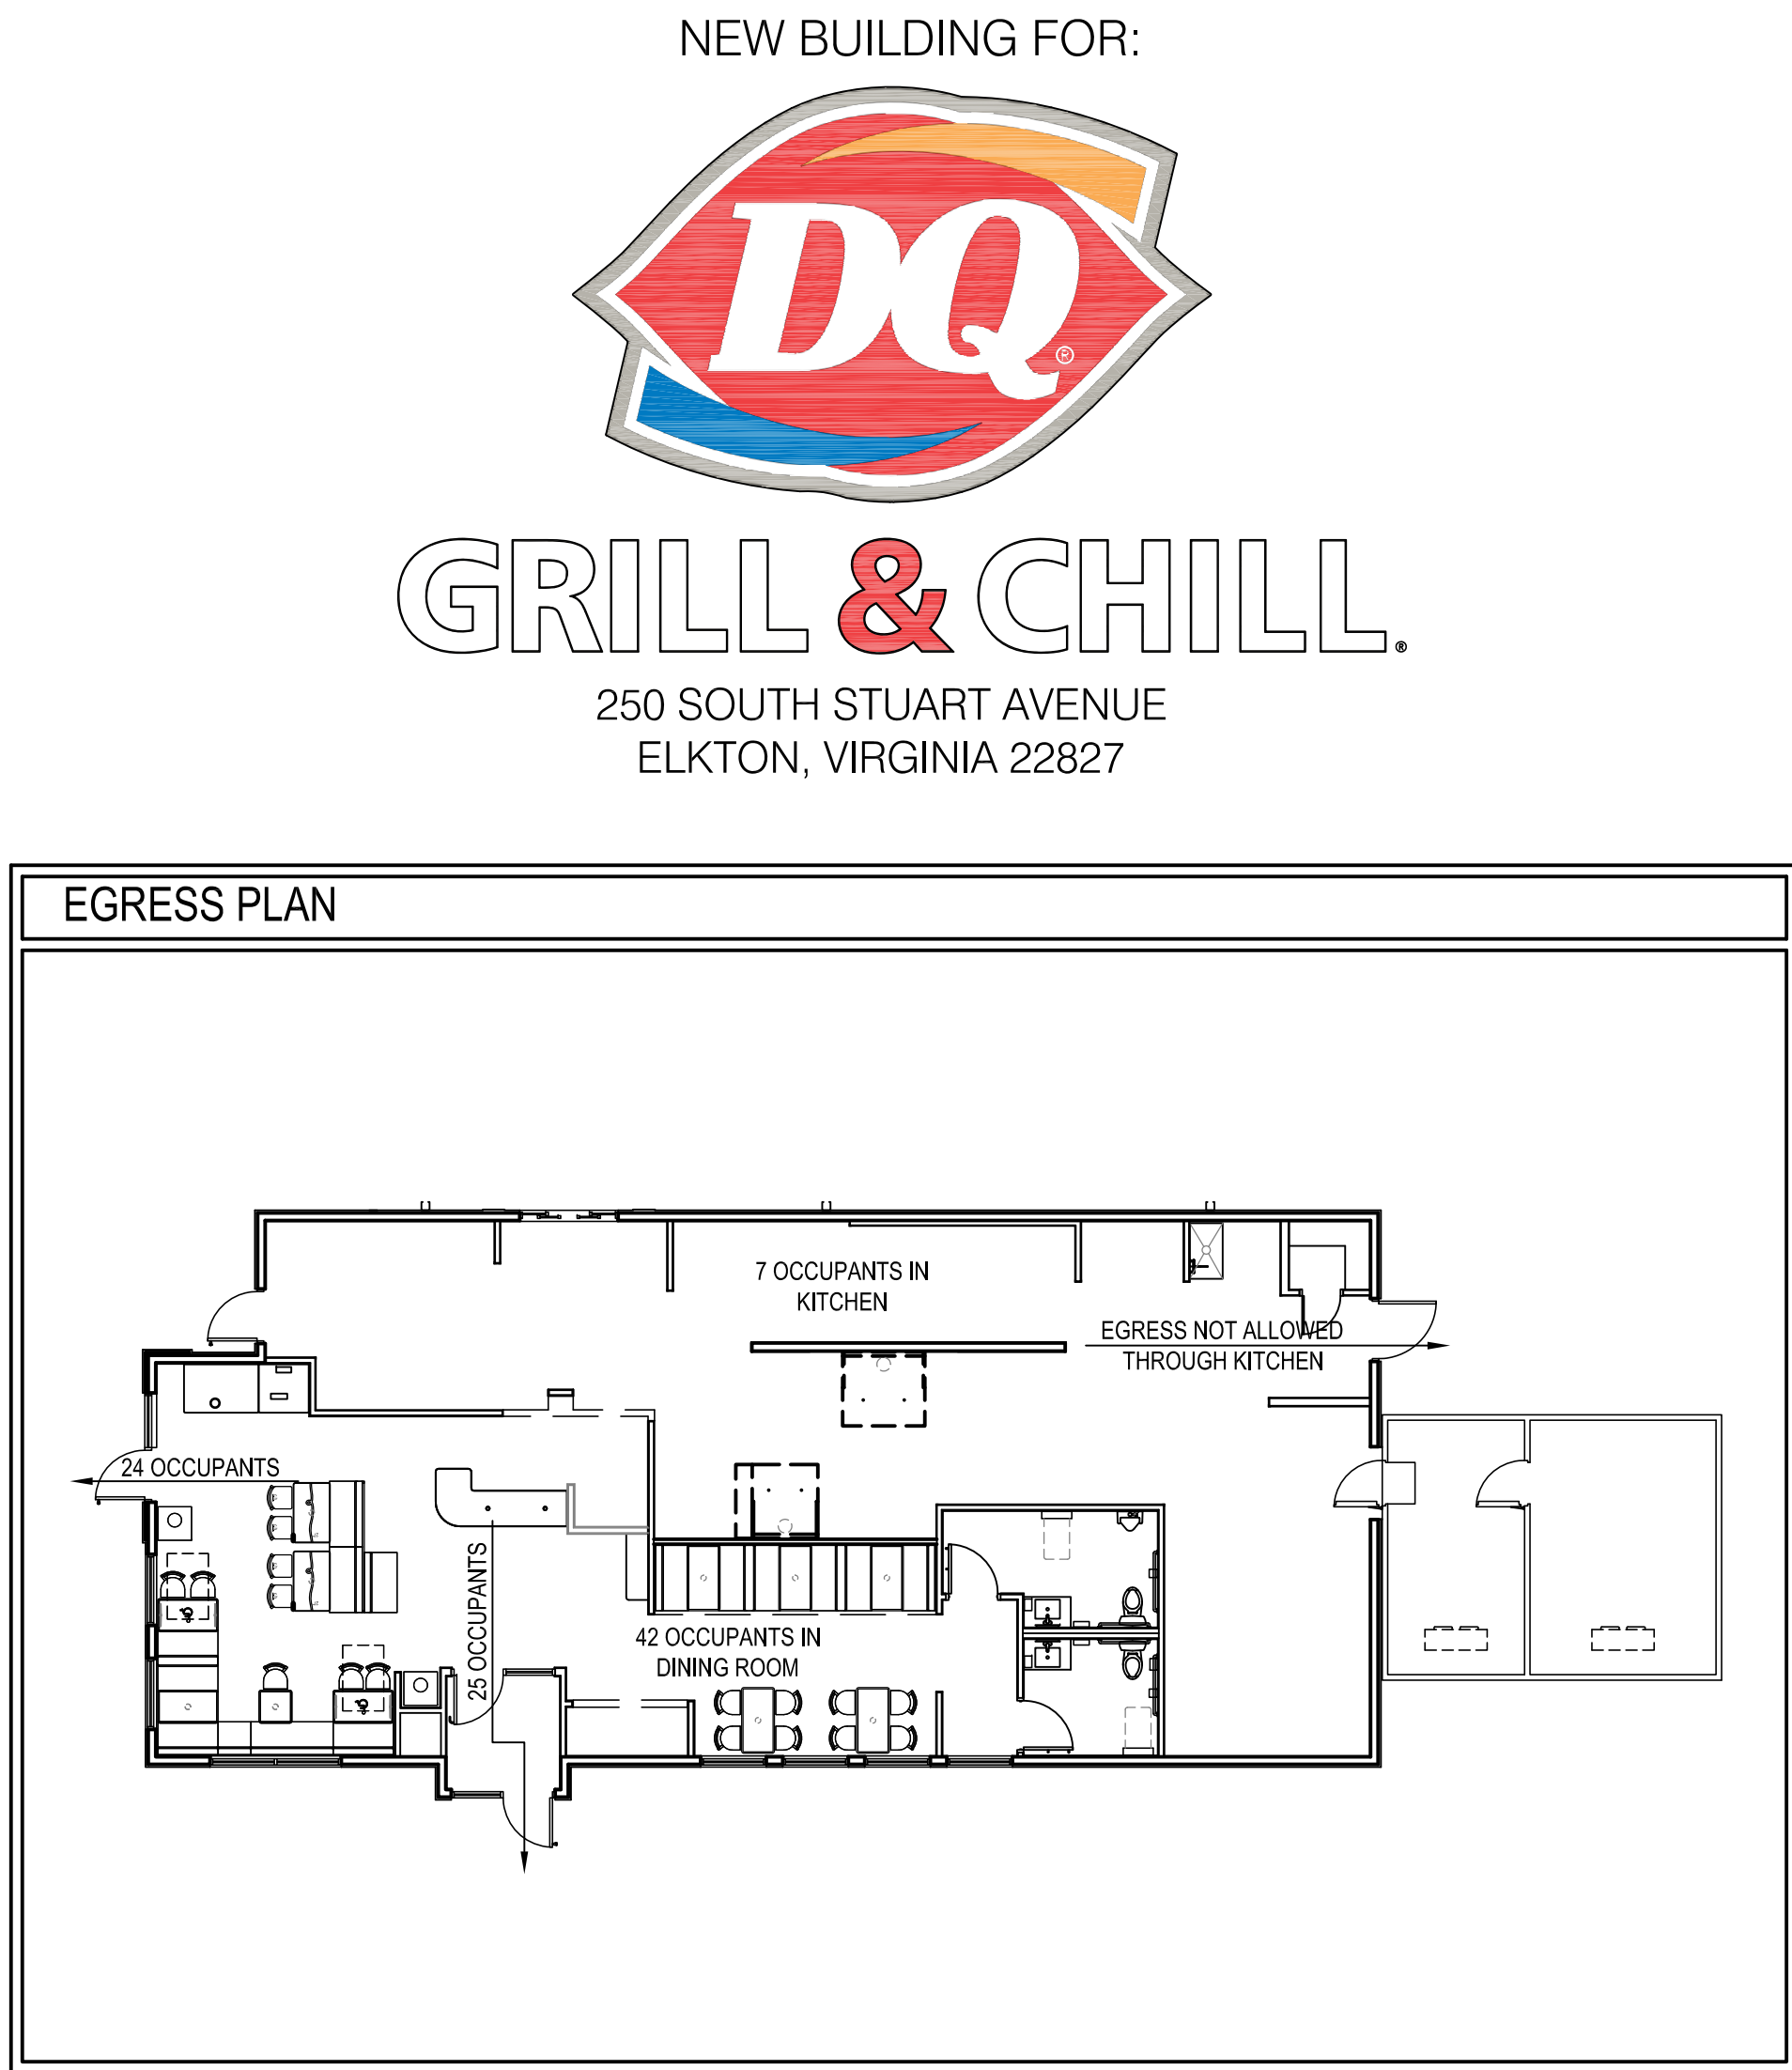 NEW BUILDING FOR:
DQ®
GRILL & CHILL®
250 SOUTH STUART AVENUE
ELKTON, VIRGINIA 22827
EGRESS PLAN
7 OCCUPANTS IN
KITCHEN
EGRESS NOT ALLOWED
THROUGH KITCHEN
24 OCCUPANTS
25 OCCUPANTS
42 OCCUPANTS IN
DINING ROOM